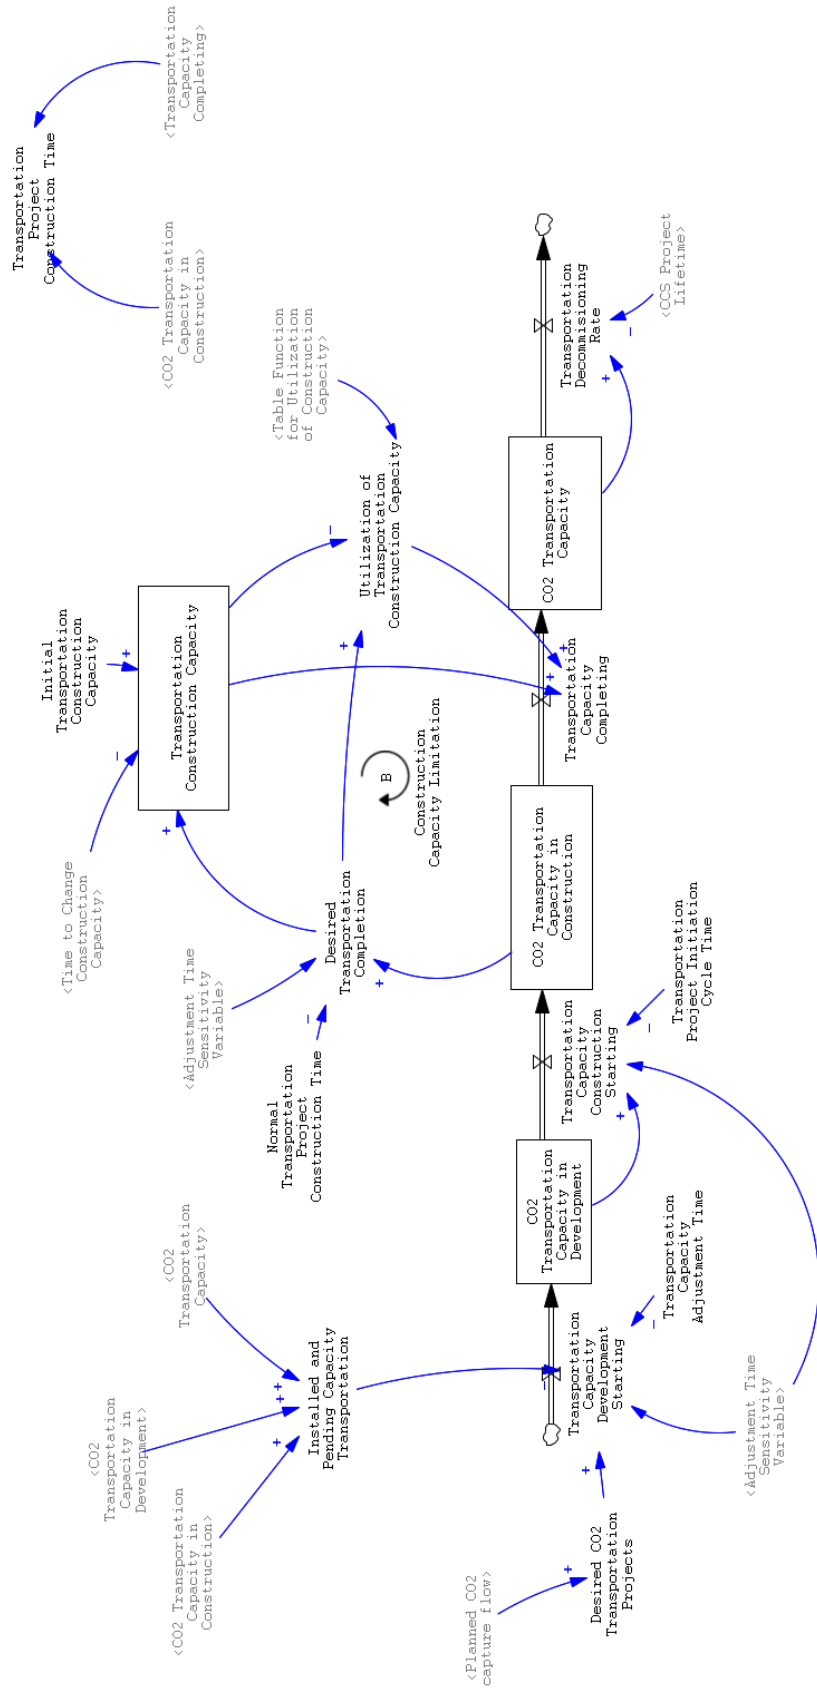 Transportation
Project
Construction Time
<CO2 Transportation
Capacity in
Construction>
<Transportation
Capacity
Completing>
Initial
Transportation
Construction
Capacity
<Time to Change
Construction
Capacity>
-
+
+
Transportation
Construction Capacity
<Table Function
for Utilization
of Construction
Capacity>
-
+
Utilization of
Transportation
Construction Capacity
<Adjustment Time
Sensitivity
Variable>
Normal
Transportation
Project
Construction Time
-
+
Desired
Transportation
Completion
B
Construction
Capacity Limitation
<CO2 Transportation
Capacity in
Construction>
<CO2
Transportation
Capacity in
Development>
<CO2
Transportation
Capacity>
+
+
+
Installed and
Pending Capacity
Transportation
<Planned CO2
capture flow>
+
Desired CO2
Transportation
Projects
+
-
Transportation
Capacity
Development
Starting
-
Transportation
Capacity
Adjustment Time
CO2
Transportation
Capacity in
Development
+
Transportation
Capacity
Construction
Starting
-
Transportation
Project Initiation
Cycle Time
<Adjustment Time
Sensitivity
Variable>
CO2 Transportation
Capacity in
Construction
+
+
Transportation
Capacity
Completing
CO2 Transportation
Capacity
+
-
Transportation
Decommisioning
Rate
<CCS Project
Lifetime>